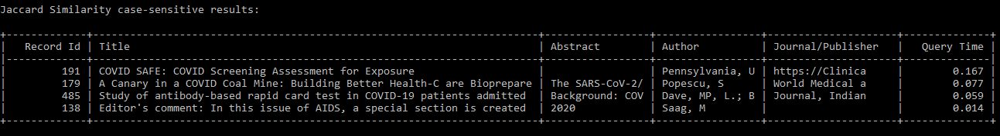 Jaccard Similarity case-sensitive results:
Record Id | Title | Abstract | Author | Journal/Publisher | Query Time
191 | COVID SAFE: COVID Screening Assessment for Exposure | | Pennsylvania, U | https://Clinica | 0.167
179 | A Canary in a COVID Coal Mine: Building Better Health-C are Bioprepare | The SARS-CoV-2/ | Popescu, S | World Medical a | 0.077
485 | Study of antibody-based rapid card test in COVID-19 patients admitted | Background: COV | Dave, MP, L.; B | Journal, Indian | 0.059
138 | Editor's comment: In this issue of AIDS, a special section is created | 2020 | Saag, M | | 0.014